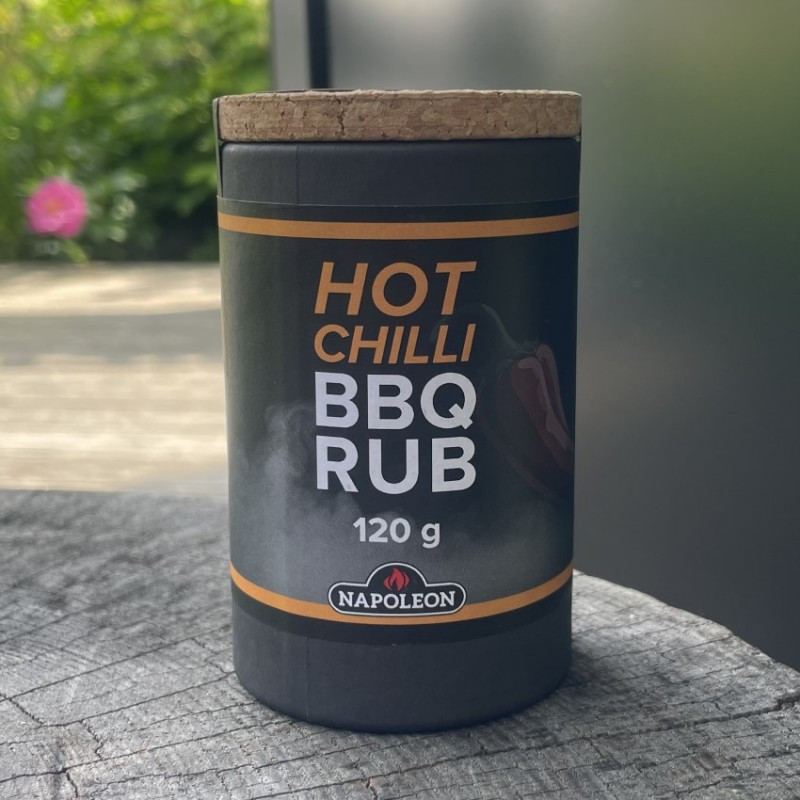 HOT
CHILLI
BBQ
RUB
120 g
NAPOLEON